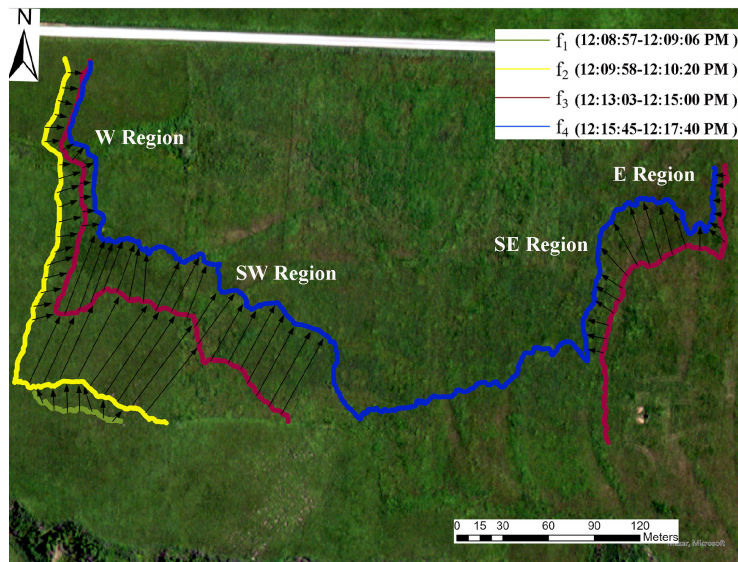 N
f₁ (12:08:57-12:09:06 PM )
f₂ (12:09:58-12:10:20 PM )
f₃ (12:13:03-12:15:00 PM )
f₄ (12:15:45-12:17:40 PM )
W Region
E Region
SE Region
SW Region
0 15 30 60 90 120
Meters
Microsoft